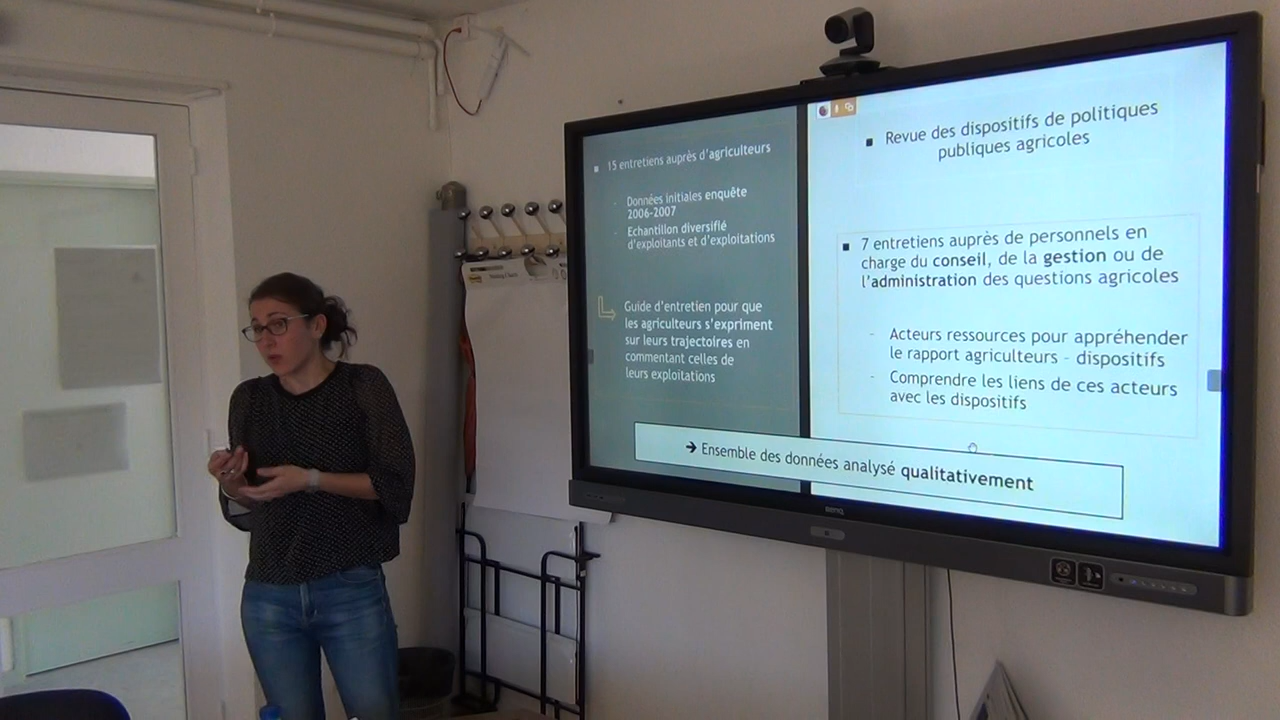 15 entretiens auprès d'agriculteurs
- Données initiales enquête
2006-2007
- Echantillon diversifié
d'exploitants et d'exploitations
Guide d'entretien pour que
les agriculteurs s'expriment
sur leurs trajectoires en
commentant celles de
leurs exploitations
Revue des dispositifs de politiques
publiques agricoles
7 entretiens auprès de personnels en
charge du conseil, de la gestion ou de
l'administration des questions agricoles
- Acteurs ressources pour appréhender
le rapport agriculteurs - dispositifs
- Comprendre les liens de ces acteurs
avec les dispositifs
→ Ensemble des données analysé qualitativement
BenQ